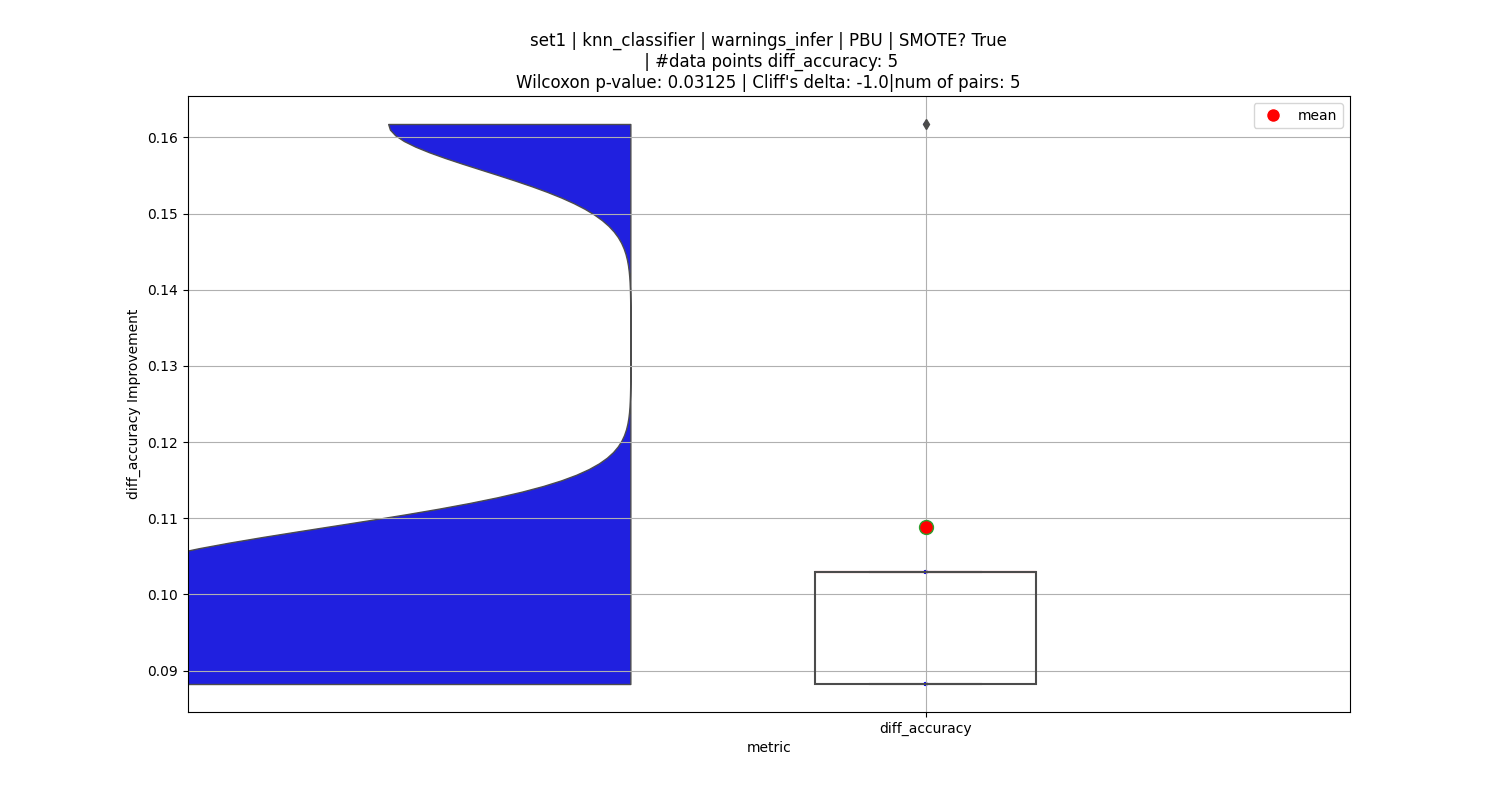 set1 | knn_classifier | warnings_infer | PBU | SMOTE? True
| #data points diff_accuracy: 5
Wilcoxon p-value: 0.03125 | Cliff's delta: -1.0|num of pairs: 5
mean
0.16
0.15
0.14
0.13
0.12
0.11
0.10
0.09
diff_accuracy Improvement
diff_accuracy
metric